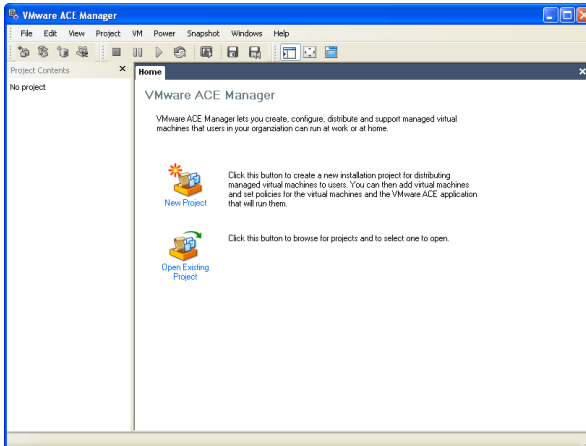 VMware ACE Manager
File Edit View Project VM Power Snapshot Windows Help
Project Contents
No project
Home
VMware ACE Manager
VMware ACE Manager lets you create, configure, distribute and support managed virtual
machines that users in your organziation can run at work or at home.
New Project
Click this button to create a new installation project for distributing
managed virtual machines to users. You can then add virtual machines
and set policies for the virtual machines and the VMware ACE application
that will run them.
Open Existing
Project
Click this button to browse for projects and to select one to open.